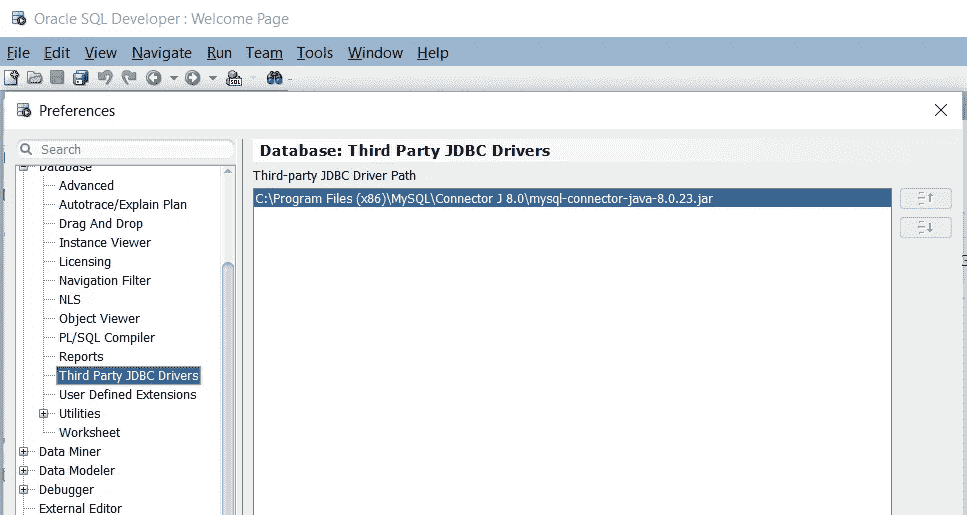 Oracle SQL Developer : Welcome Page
File Edit View Navigate Run Team Tools Window Help
SQL
Preferences
Search
Database: Third Party JDBC Drivers
Database
Third-party JDBC Driver Path
Advanced
C:\Program Files (x86)\MySQL\Connector J 8.0\mysql-connector-java-8.0.23.jar
Autotrace/Explain Plan
Drag And Drop
Instance Viewer
Licensing
Navigation Filter
NLS
Object Viewer
PL/SQL Compiler
Reports
Third Party JDBC Drivers
User Defined Extensions
Utilities
Worksheet
Data Miner
Data Modeler
Debugger
External Editor